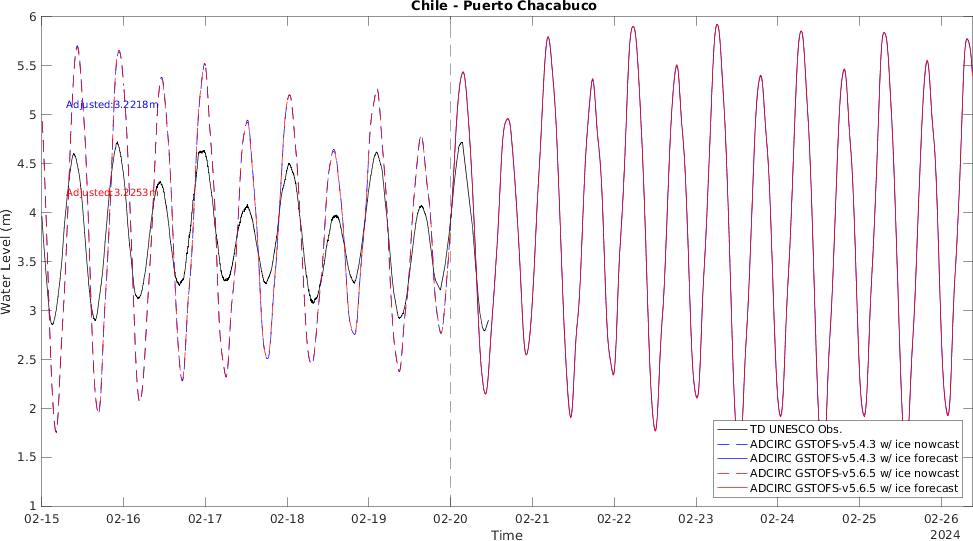 Chile - Puerto Chacabuco
6
5.5
5
4.5
4
3.5
3
2.5
2
1.5
1
Water Level (m)
Adjusted:3.2218m
Adjusted:3.2253m
TD UNESCO Obs.
ADCIRC GSTOFS-v5.4.3 w/ ice nowcast
ADCIRC GSTOFS-v5.4.3 w/ ice forecast
ADCIRC GSTOFS-v5.6.5 w/ ice nowcast
ADCIRC GSTOFS-v5.6.5 w/ ice forecast
02-15 02-16 02-17 02-18 02-19 02-20 02-21 02-22 02-23 02-24 02-25 02-26
Time
2024